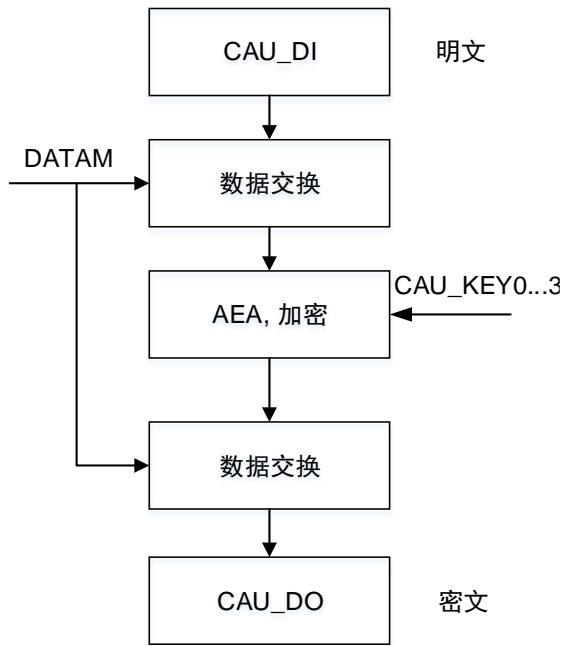 CAU_DI
明文
DATAM
数据交换
CAU_KEY0...3
AEA, 加密
数据交换
CAU_DO
密文